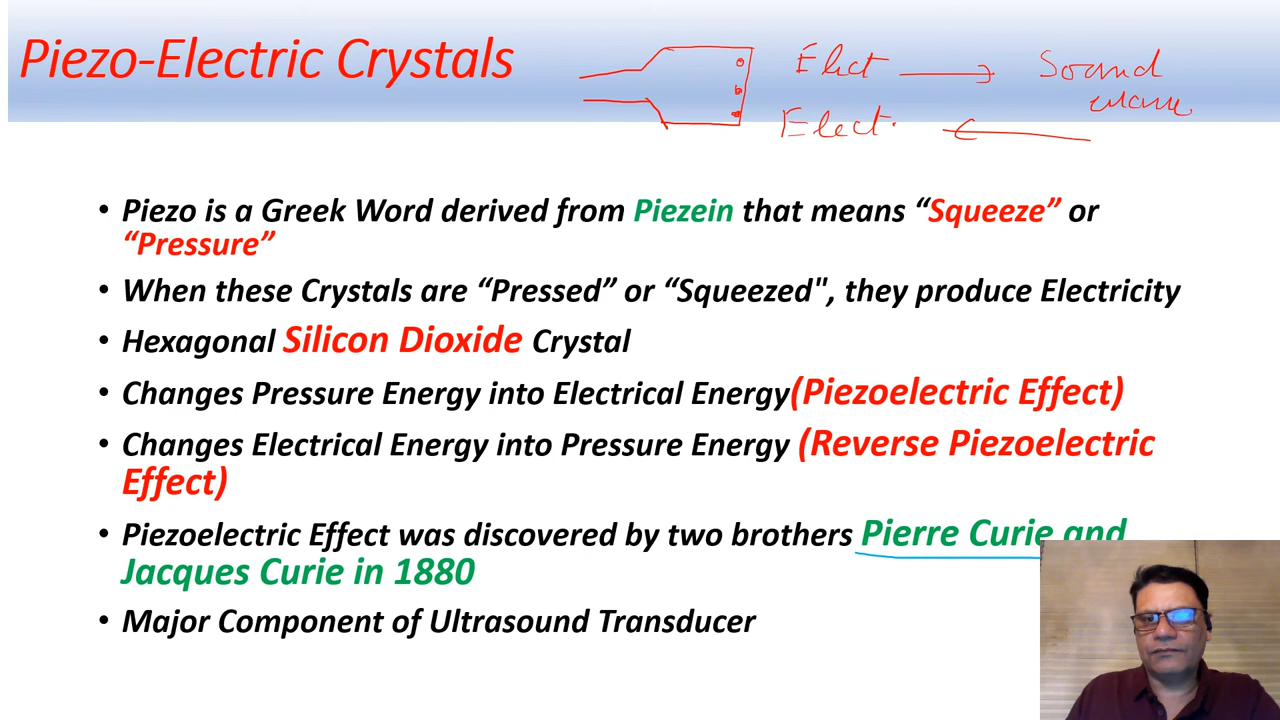 Piezo-Electric Crystals
Elect → Sound
wave
Elect. ←
• Piezo is a Greek Word derived from Piezein that means “Squeeze” or
“Pressure”
• When these Crystals are “Pressed” or “Squeezed", they produce Electricity
• Hexagonal Silicon Dioxide Crystal
• Changes Pressure Energy into Electrical Energy(Piezoelectric Effect)
• Changes Electrical Energy into Pressure Energy (Reverse Piezoelectric
Effect)
• Piezoelectric Effect was discovered by two brothers Pierre Curie and
Jacques Curie in 1880
• Major Component of Ultrasound Transducer